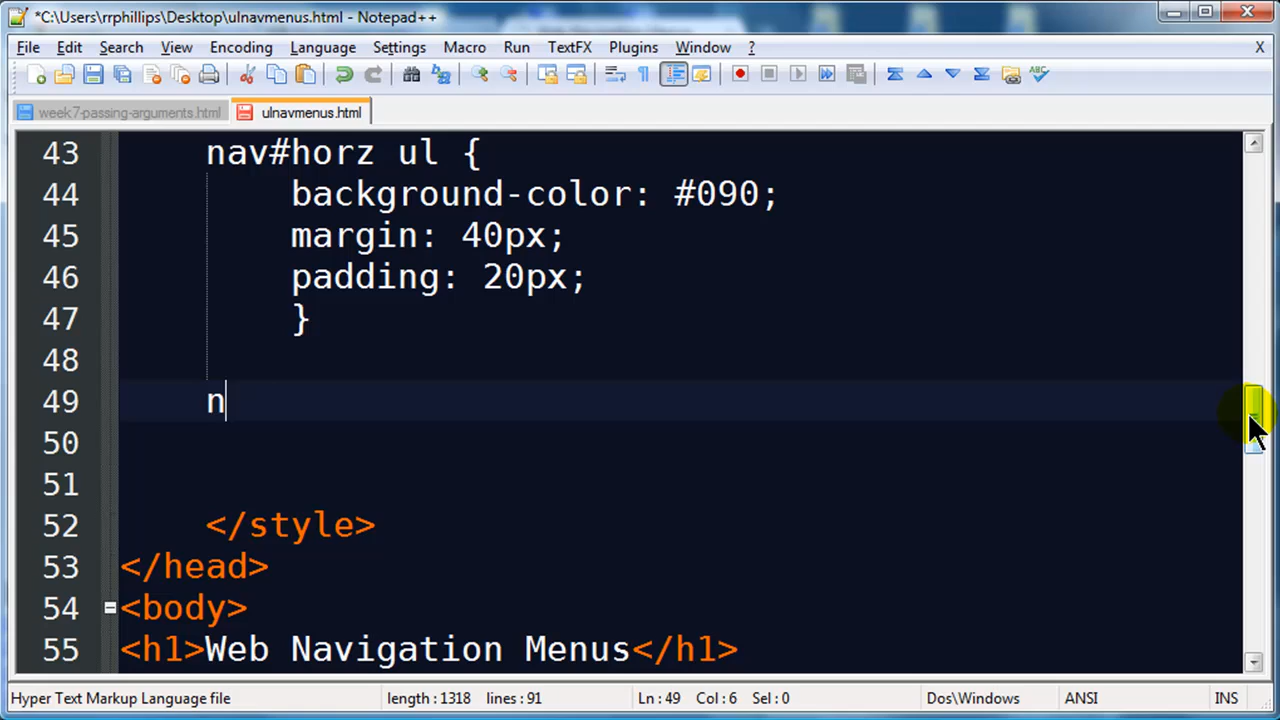 *C:\Users\rrphillips\Desktop\ulnavmenus.html - Notepad++
File Edit Search View Encoding Language Settings Macro Run TextFX Plugins Window ? X
week7-passing-arguments.html ulnavmenus.html
43 nav#horz ul {
44 background-color: #090;
45 margin: 40px;
46 padding: 20px;
47 }
48
49 n
50
51
52 </style>
53 </head>
54 <body>
55 <h1>Web Navigation Menus</h1>
Hyper Text Markup Language file length : 1318 lines : 91 Ln : 49 Col : 6 Sel : 0 Dos\Windows ANSI INS